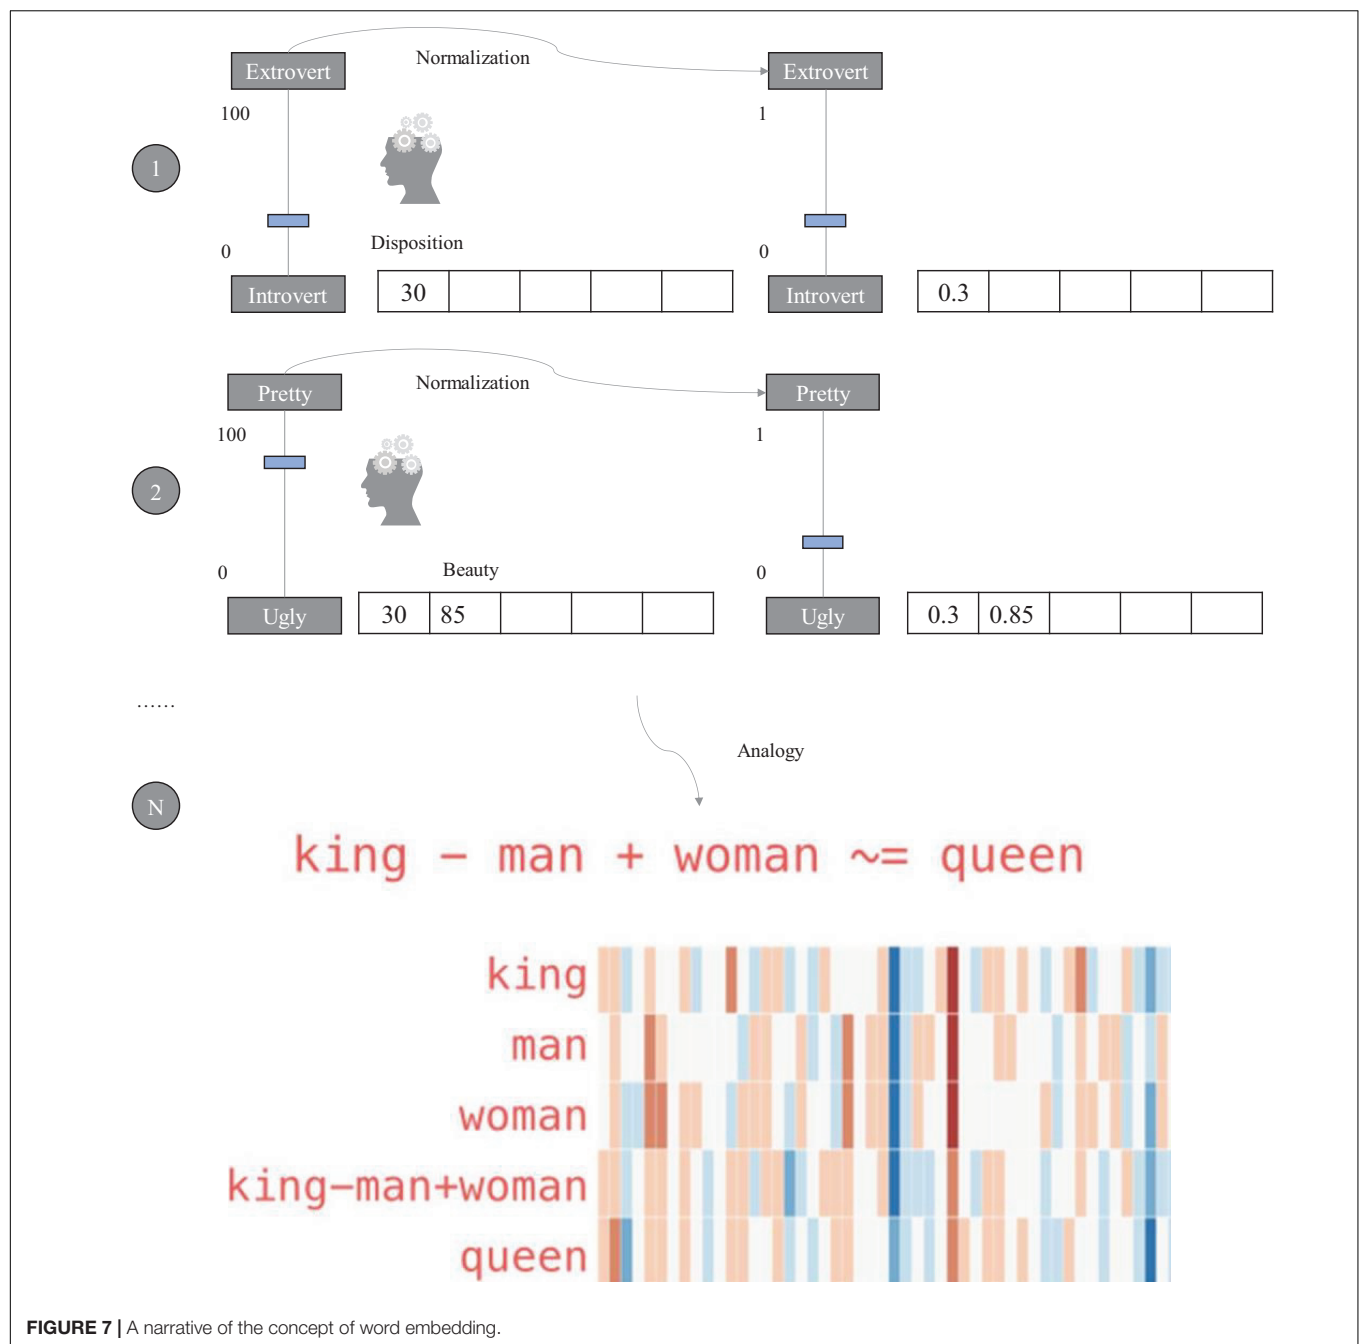 Extrovert
Normalization
Extrovert
100
1
1
0
Disposition
0
Introvert
30
Introvert
0.3
Pretty
Normalization
Pretty
100
1
2
0
Beauty
0
Ugly
30 85
Ugly
0.3 0.85
......
Analogy
N
king − man + woman ~= queen
king
man
woman
king−man+woman
queen
FIGURE 7 | A narrative of the concept of word embedding.